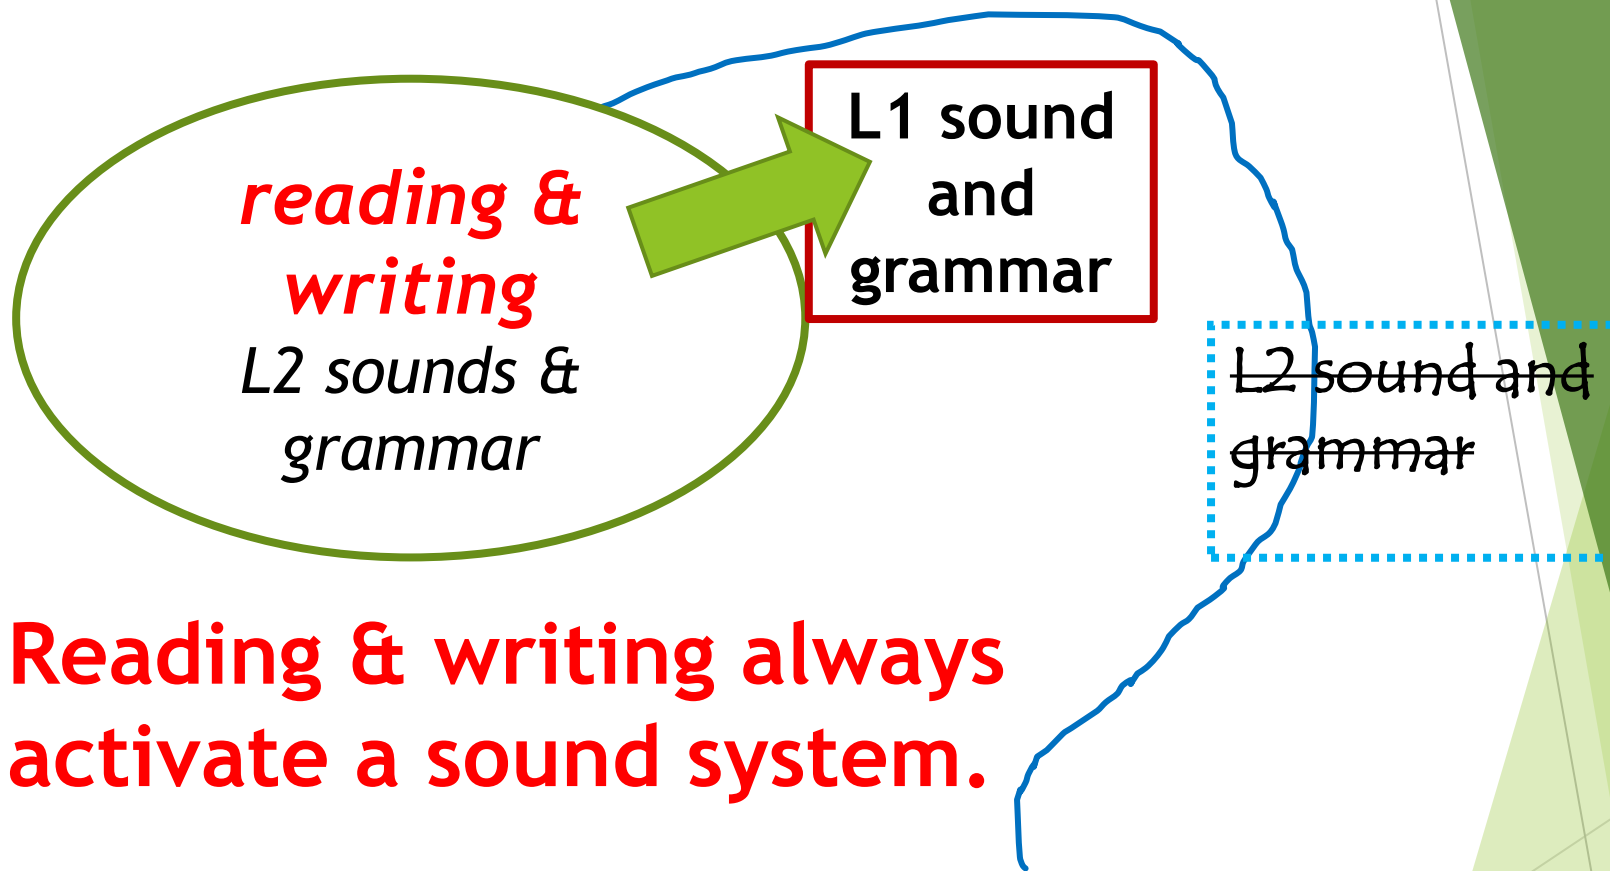 reading &
writing
L2 sounds &
grammar
L1 sound
and
grammar
L2 sound and
grammar
Reading & writing always
activate a sound system.